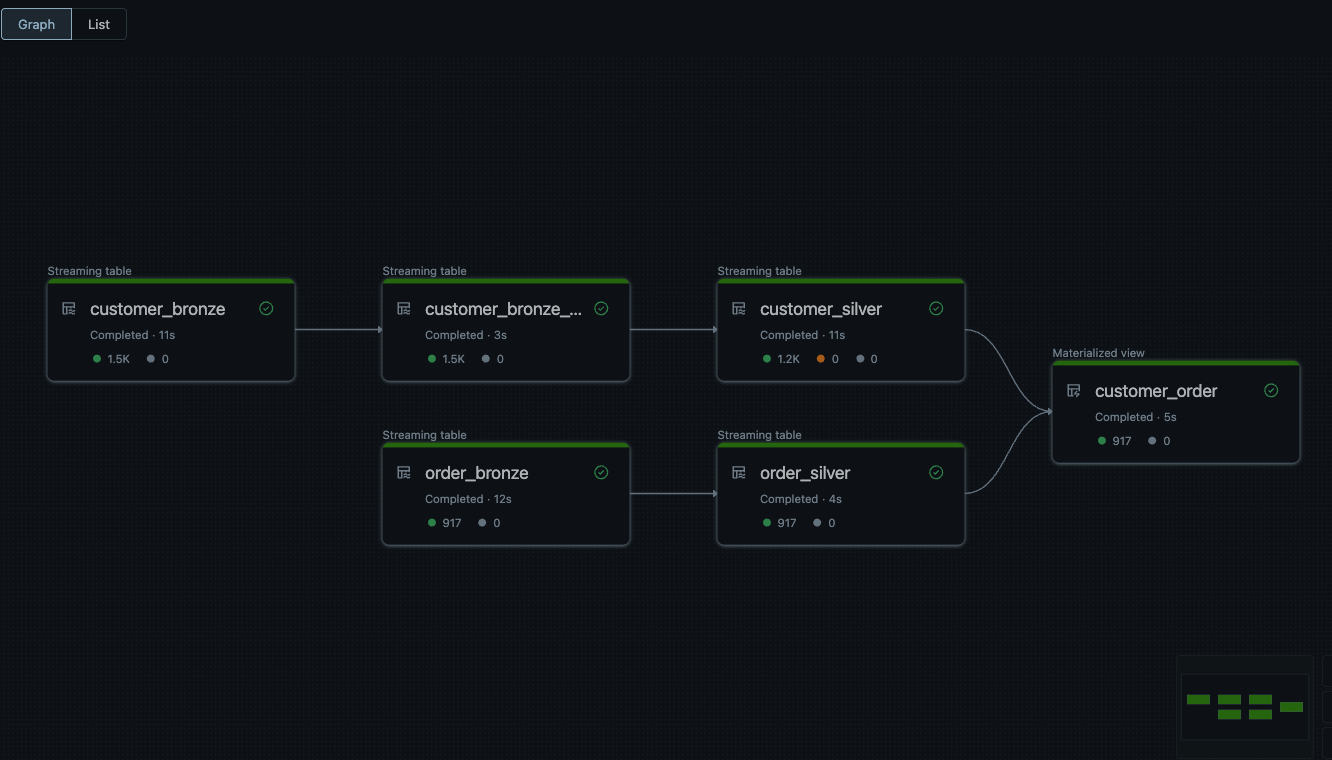 Graph
List
Streaming table
customer_bronze
Completed · 11s
1.5K 0
Streaming table
customer_bronze_...
Completed · 3s
1.5K 0
Streaming table
customer_silver
Completed · 11s
1.2K 0 0
Materialized view
customer_order
Completed · 5s
917 0
Streaming table
order_bronze
Completed · 12s
917 0
Streaming table
order_silver
Completed · 4s
917 0